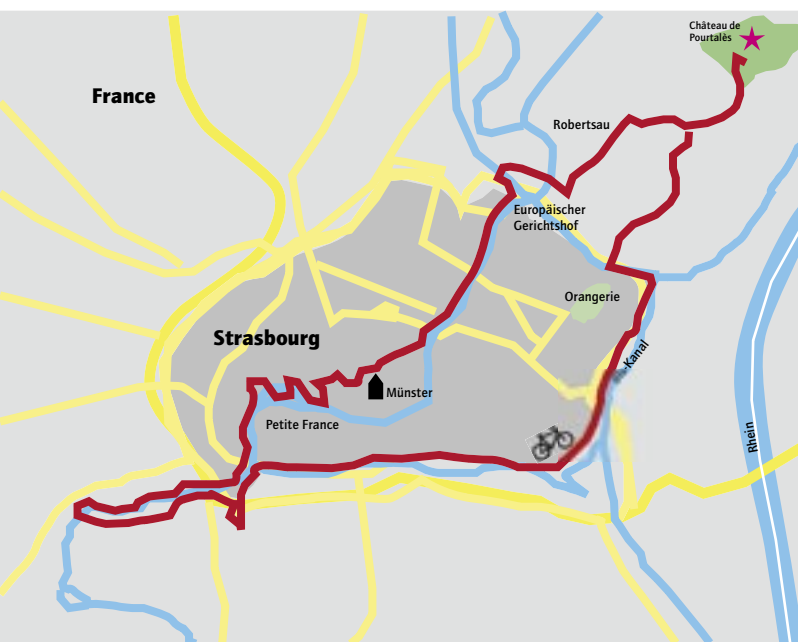 Château de
Pourtalès
France
Robertsau
Europäischer
Gerichtshof
Orangerie
Strasbourg
-Kanal
Münster
Petite France
Rhein